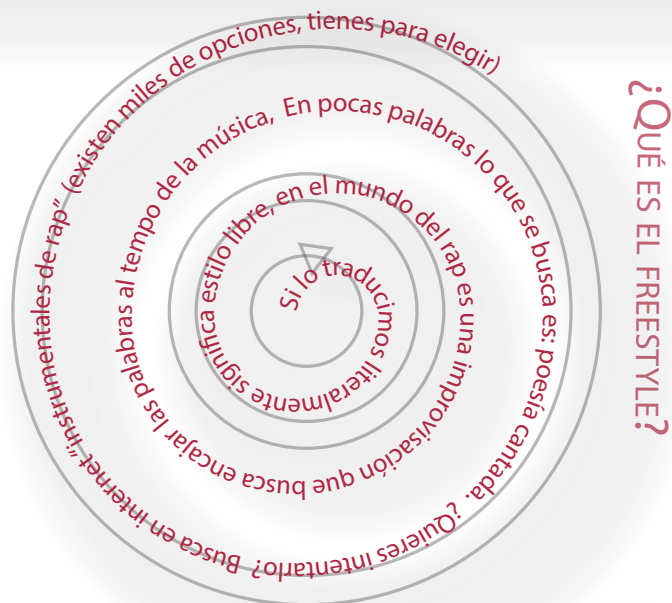 ¿QUÉ ES EL FREESTYLE?
Si lo traducimos literalmente significa estilo libre, en el mundo del rap es una improvisación que busca encajar las palabras al tempo de la música, En pocas palabras lo que se busca es: poesía cantada. ¿Quieres intentarlo? Busca en internet “instrumentales de rap” (existen miles de opciones, tienes para elegir)